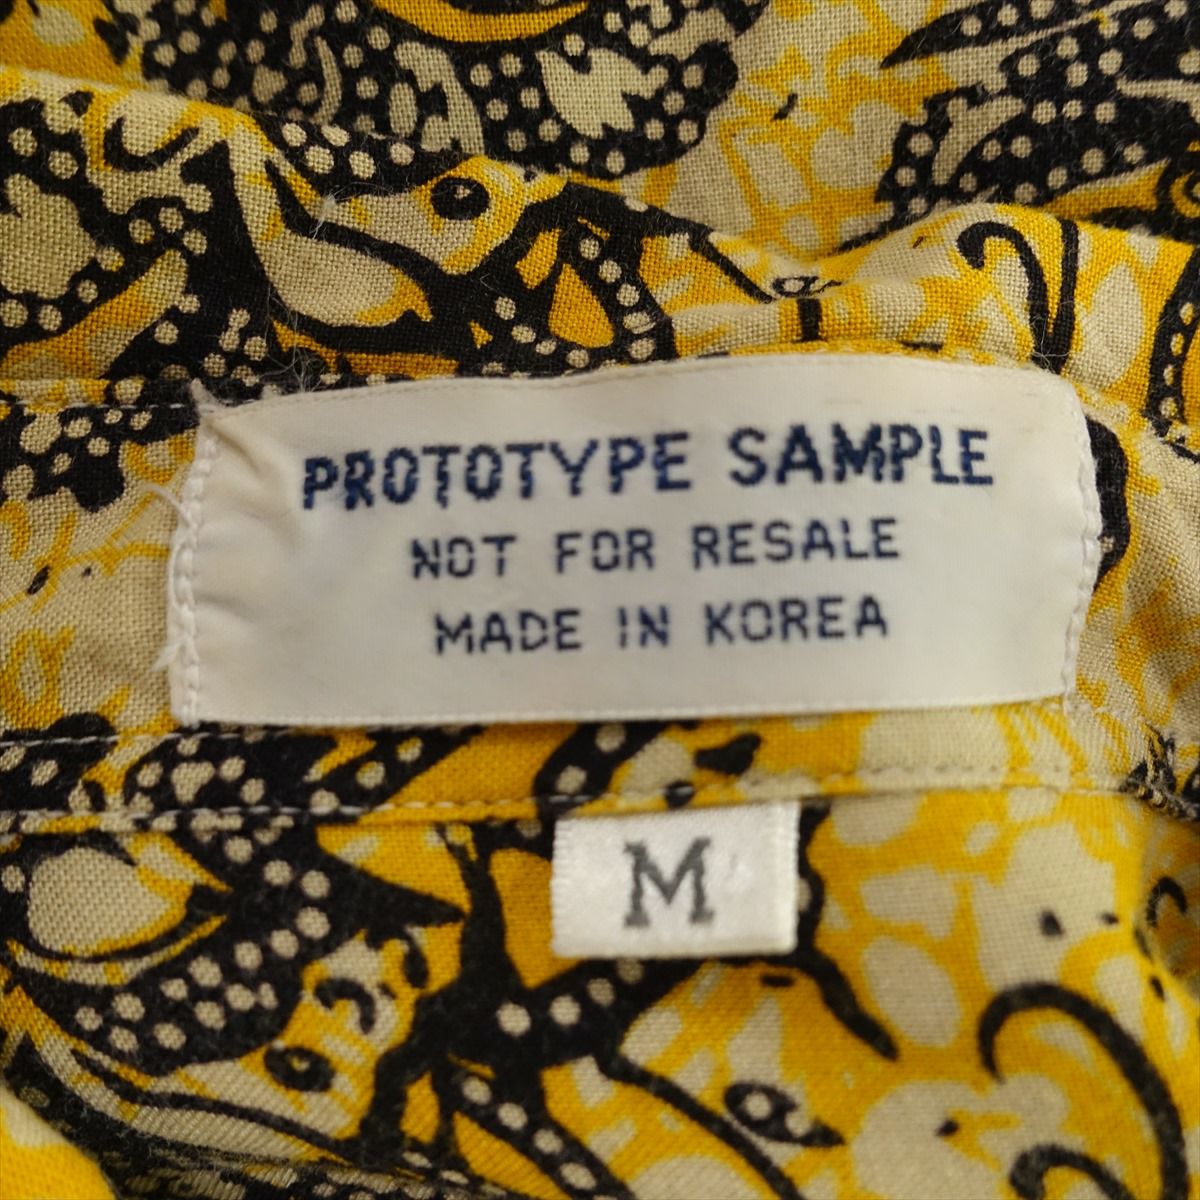 PROTOTYPE SAMPLE
NOT FOR RESALE
MADE IN KOREA
M